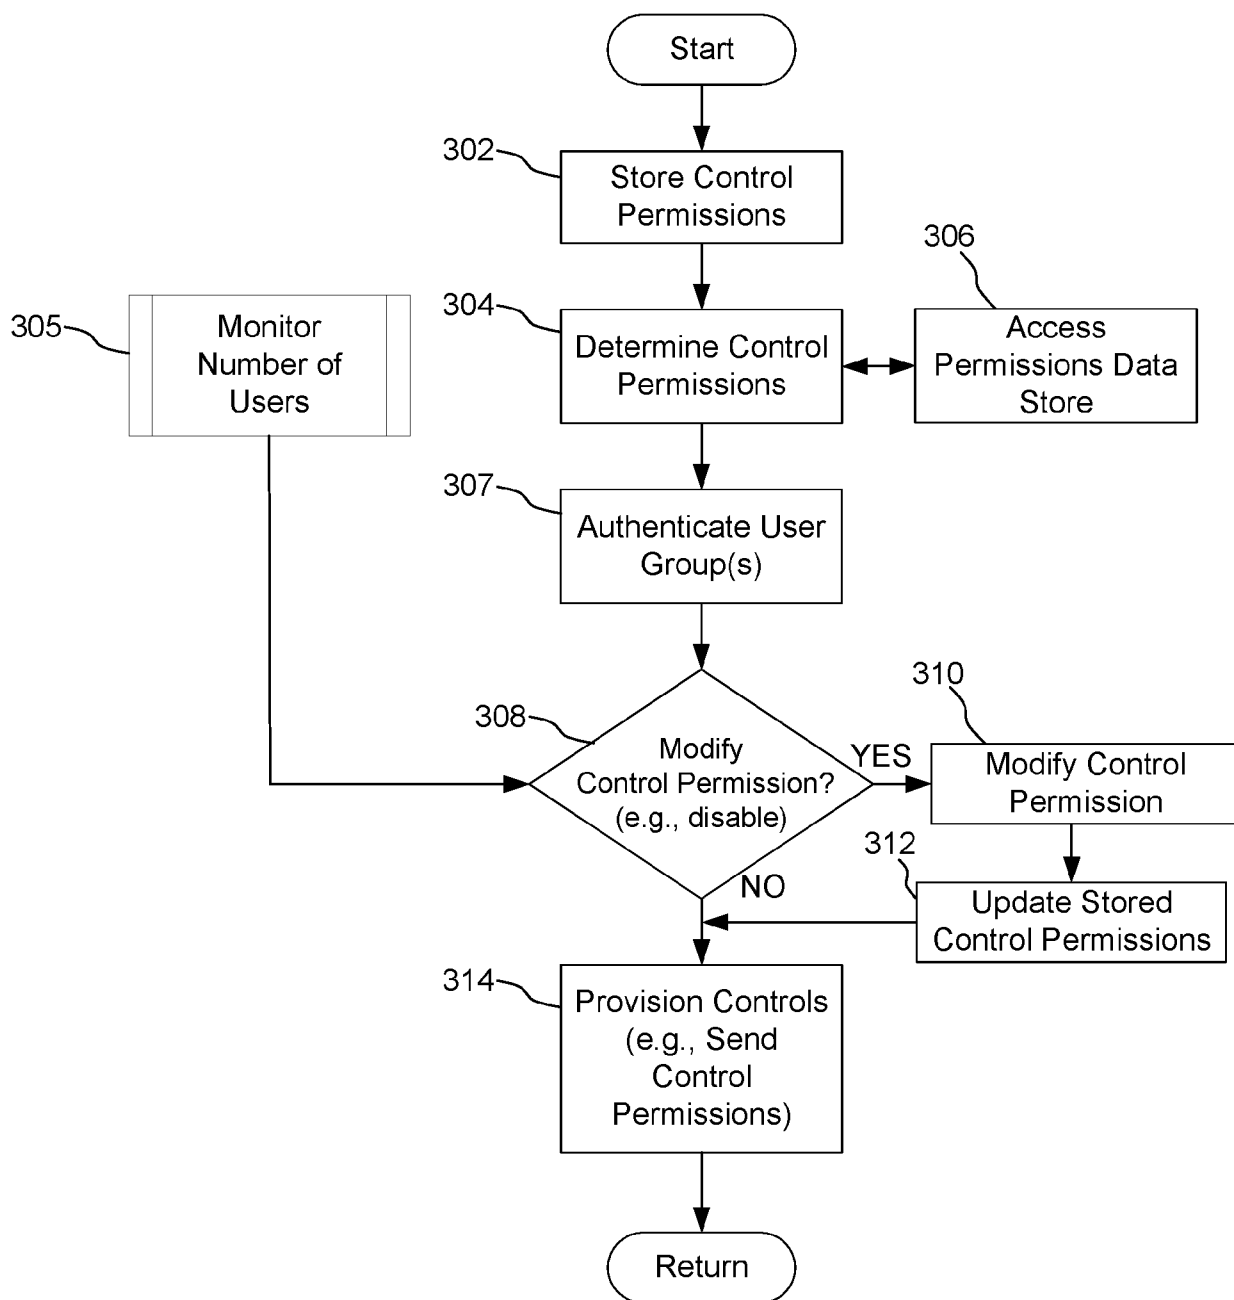 Start
302
Store Control
Permissions
306
304
Determine Control
Permissions
Access
Permissions Data
Store
305
Monitor
Number of
Users
307
Authenticate User
Group(s)
308
Modify
Control Permission?
(e.g., disable)
YES
310
Modify Control
Permission
312
Update Stored
Control Permissions
NO
314
Provision Controls
(e.g., Send
Control
Permissions)
Return